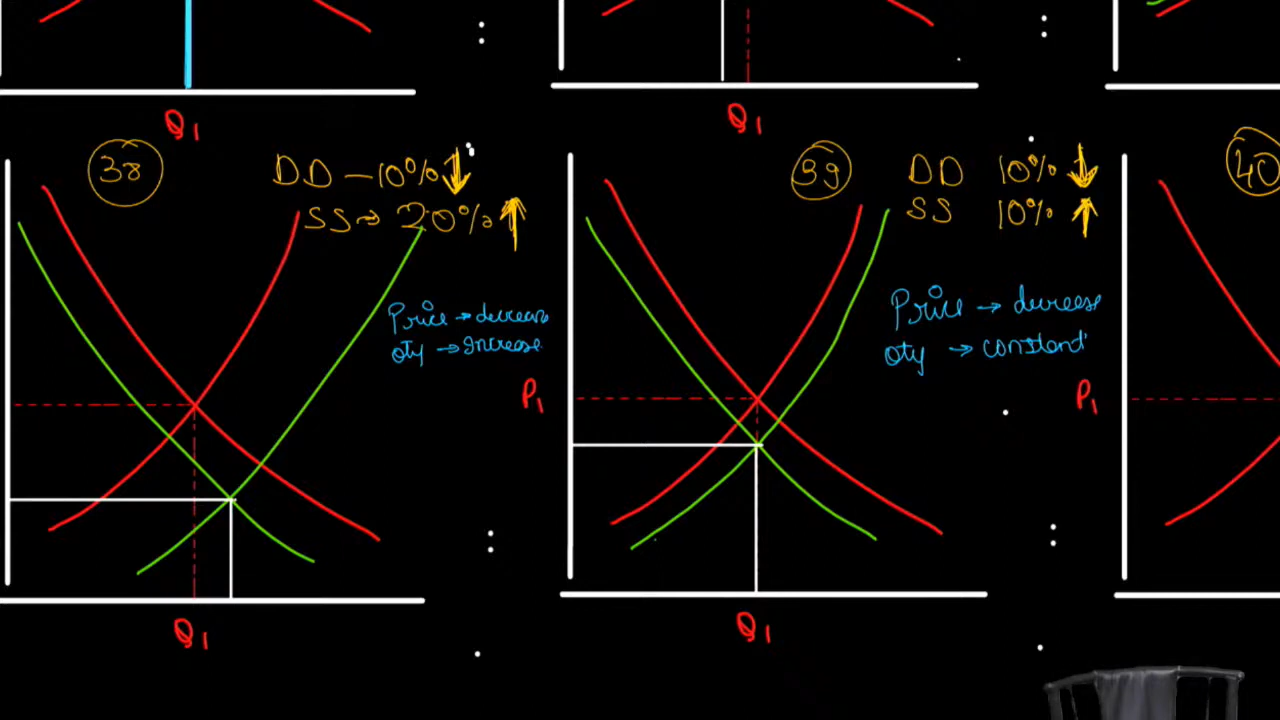 Q1
Q1
38
DD - 10% ↓
SS → 20% ↑
Price → decrease
Qty → Increase
Q1
39
DD 10% ↓
SS 10% ↑
Price → decrease
Qty → constant
P1
Q1
40
P1